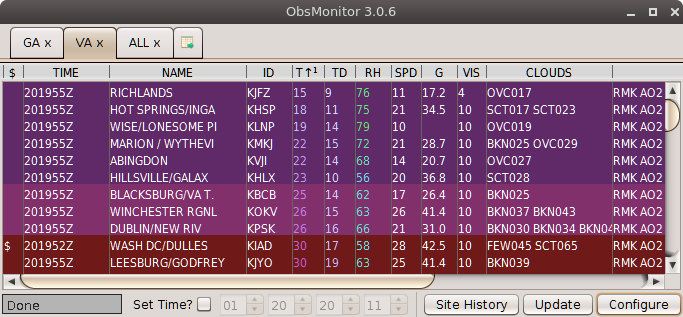 ObsMonitor 3.0.6
GA x VA x ALL x
$ TIME NAME ID T↑¹ TD RH SPD G VIS CLOUDS
201955Z RICHLANDS KJFZ 15 9 76 11 17.2 4 OVC017 RMK AO2
201955Z HOT SPRINGS/INGA KHSP 18 11 75 21 34.5 10 SCT017 SCT023 RMK AO2
201955Z WISE/LONESOME PI KLNP 19 14 79 10 10 OVC019 RMK AO2
201955Z MARION / WYTHEVI KMKJ 22 15 72 21 28.7 10 BKN025 OVC029 RMK AO2
201955Z ABINGDON KVJI 22 14 68 14 20.7 10 OVC027 RMK AO2
201955Z HILLSVILLE/GALAX KHLX 23 10 56 20 36.8 10 SCT028 RMK AO2
201955Z BLACKSBURG/VA T. KBCB 25 14 62 17 26.4 10 BKN025 RMK AO2
201955Z WINCHESTER RGNL KOKV 26 15 63 26 41.4 10 BKN037 BKN043 RMK AO2
201955Z DUBLIN/NEW RIV KPSK 26 16 66 21 31.0 10 BKN030 BKN034 BKN04 RMK AO2
$ 201952Z WASH DC/DULLES KIAD 30 17 58 28 42.5 10 FEW045 SCT065 RMK AO2
201955Z LEESBURG/GODFREY KJYO 30 19 63 25 41.4 10 BKN039 RMK AO2
Done Set Time? 01 20 20 11 Site History Update Configure